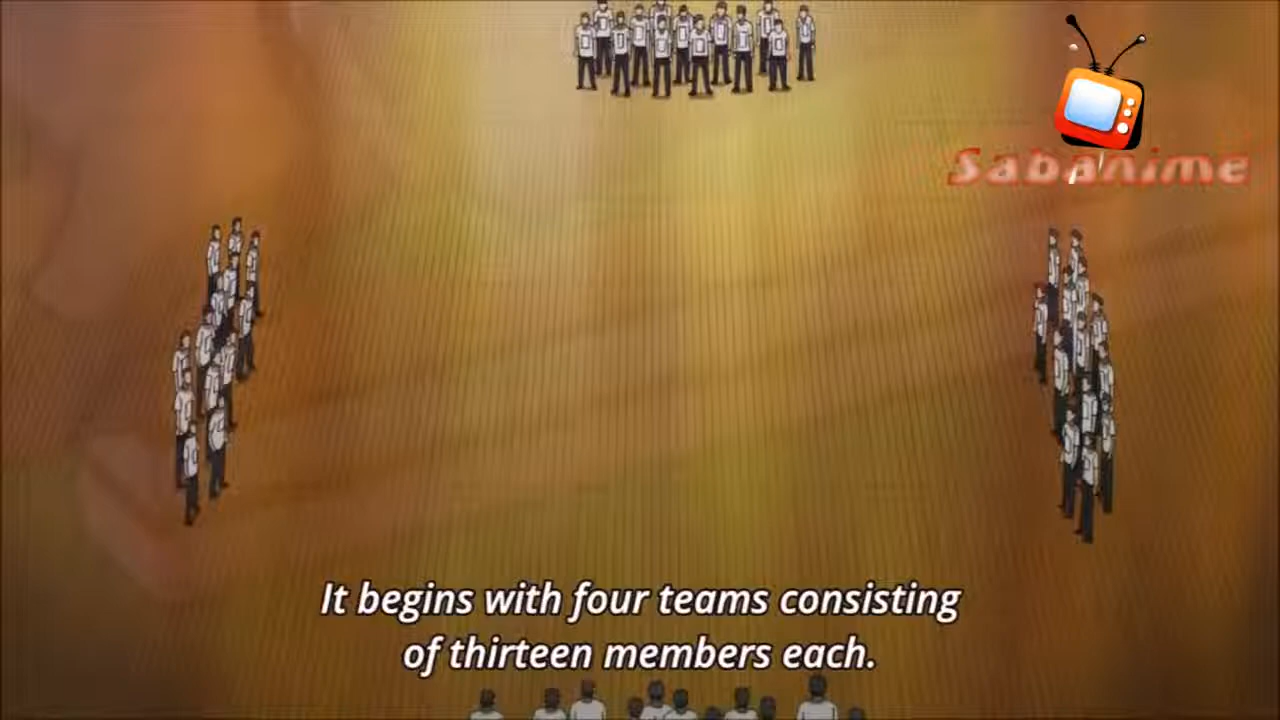 Sabanime
It begins with four teams consisting
of thirteen members each.